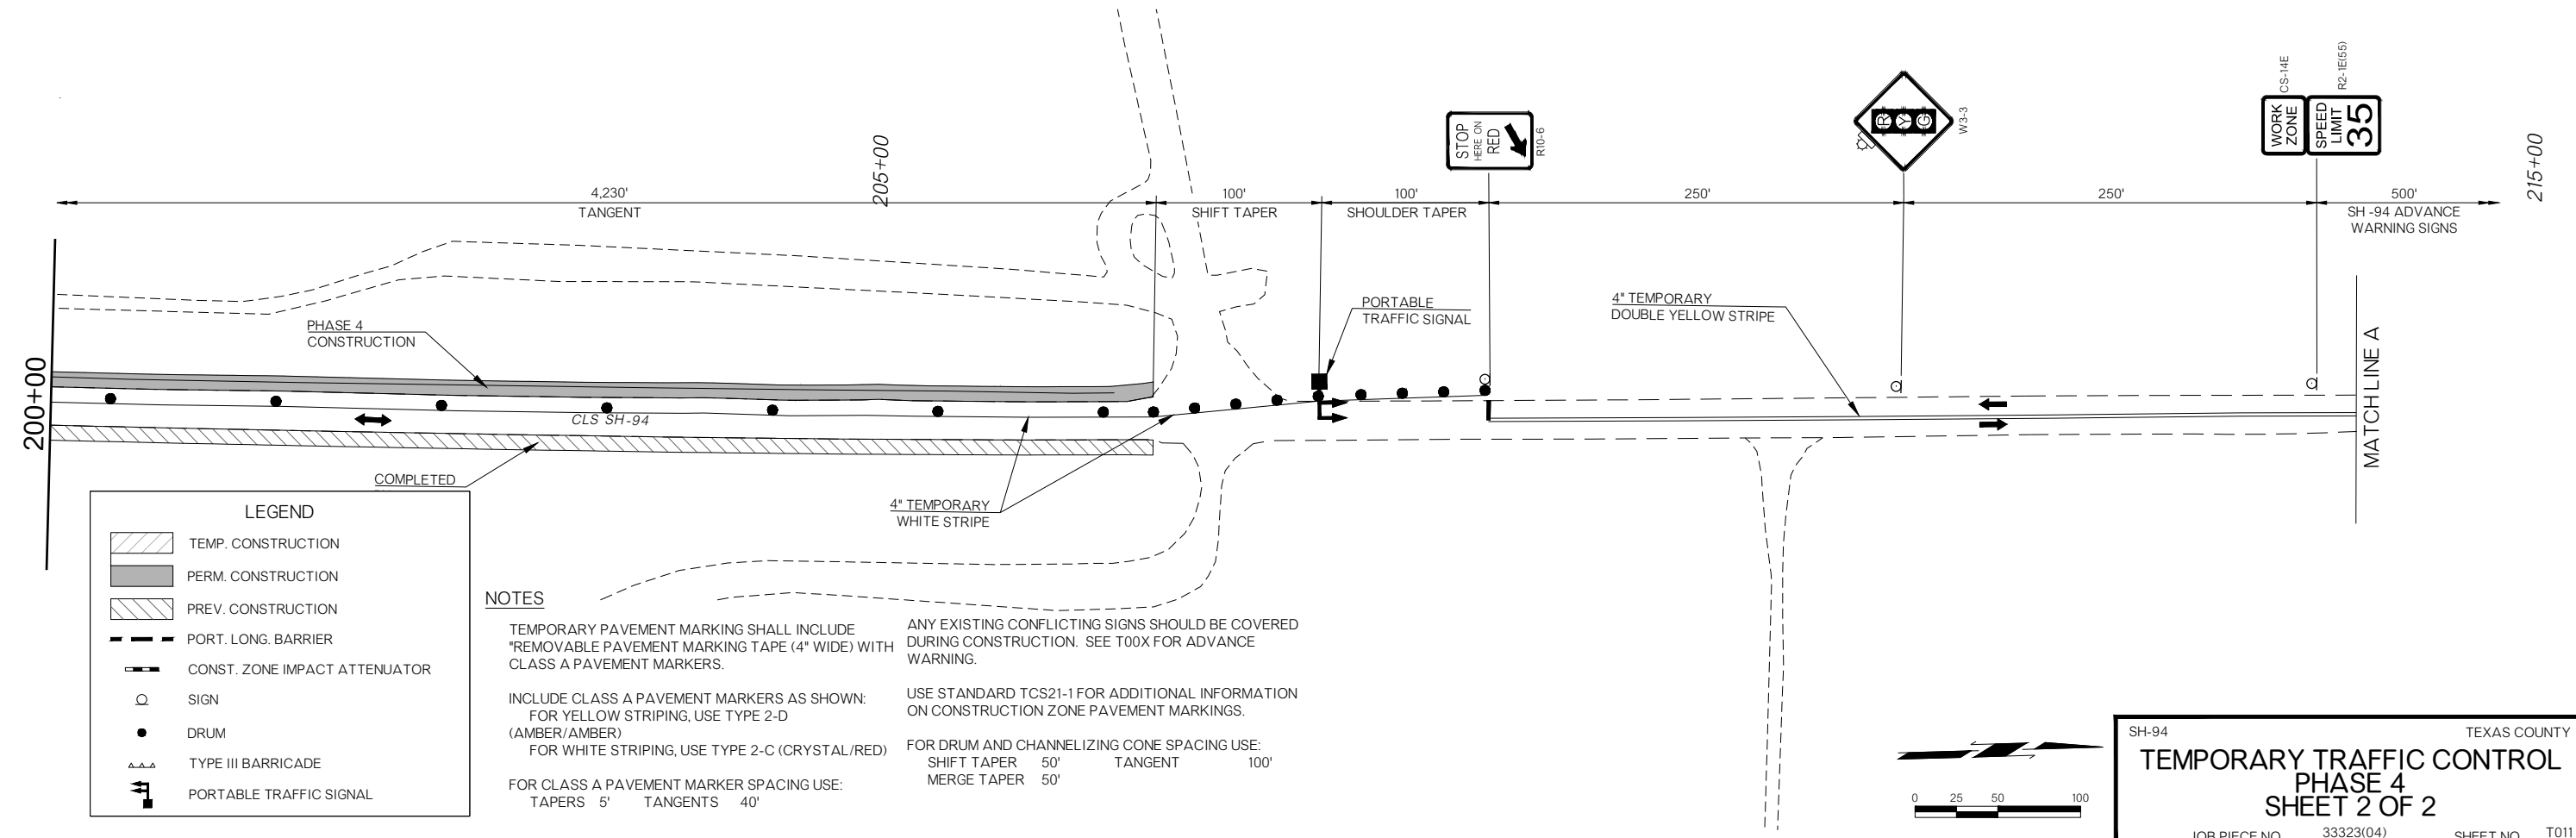 CS-14E
R2-1E(55)
WORK
ZONE
SPEED
LIMIT
35
215+00
R
Y
G
W3-3
STOP
HERE ON
RED
R10-6
205+00
4,230'
TANGENT
100'
SHIFT TAPER
100'
SHOULDER TAPER
250'
250'
500'
SH -94 ADVANCE
WARNING SIGNS
PORTABLE
TRAFFIC SIGNAL
4" TEMPORARY
DOUBLE YELLOW STRIPE
PHASE 4
CONSTRUCTION
200+00
CLS SH-94
MATCH LINE A
COMPLETED
4" TEMPORARY
WHITE STRIPE
LEGEND
TEMP. CONSTRUCTION
PERM. CONSTRUCTION
PREV. CONSTRUCTION
PORT. LONG. BARRIER
CONST. ZONE IMPACT ATTENUATOR
SIGN
DRUM
TYPE III BARRICADE
PORTABLE TRAFFIC SIGNAL
NOTES
TEMPORARY PAVEMENT MARKING SHALL INCLUDE
"REMOVABLE PAVEMENT MARKING TAPE (4" WIDE) WITH
CLASS A PAVEMENT MARKERS.
INCLUDE CLASS A PAVEMENT MARKERS AS SHOWN:
FOR YELLOW STRIPING, USE TYPE 2-D
(AMBER/AMBER)
FOR WHITE STRIPING, USE TYPE 2-C (CRYSTAL/RED)
FOR CLASS A PAVEMENT MARKER SPACING USE:
TAPERS 5' TANGENTS 40'
ANY EXISTING CONFLICTING SIGNS SHOULD BE COVERED
DURING CONSTRUCTION. SEE T00X FOR ADVANCE
WARNING.
USE STANDARD TCS21-1 FOR ADDITIONAL INFORMATION
ON CONSTRUCTION ZONE PAVEMENT MARKINGS.
FOR DRUM AND CHANNELIZING CONE SPACING USE:
SHIFT TAPER 50' TANGENT 100'
MERGE TAPER 50'
0 25 50 100
SH-94 TEXAS COUNTY
TEMPORARY TRAFFIC CONTROL
PHASE 4
SHEET 2 OF 2
JOB PIECE NO. 33323(04) SHEET NO. T011